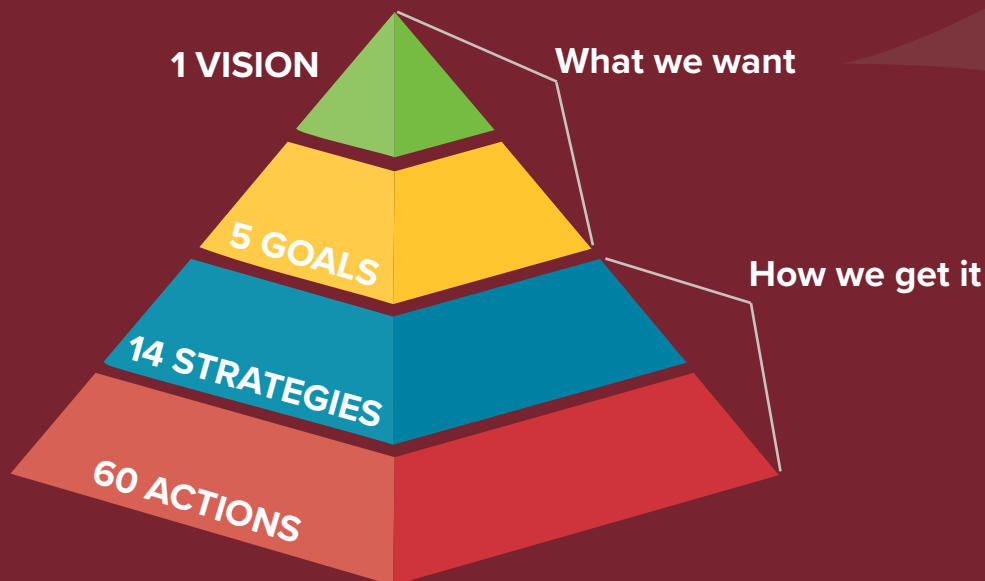 1 VISION
What we want
5 GOALS
How we get it
14 STRATEGIES
60 ACTIONS